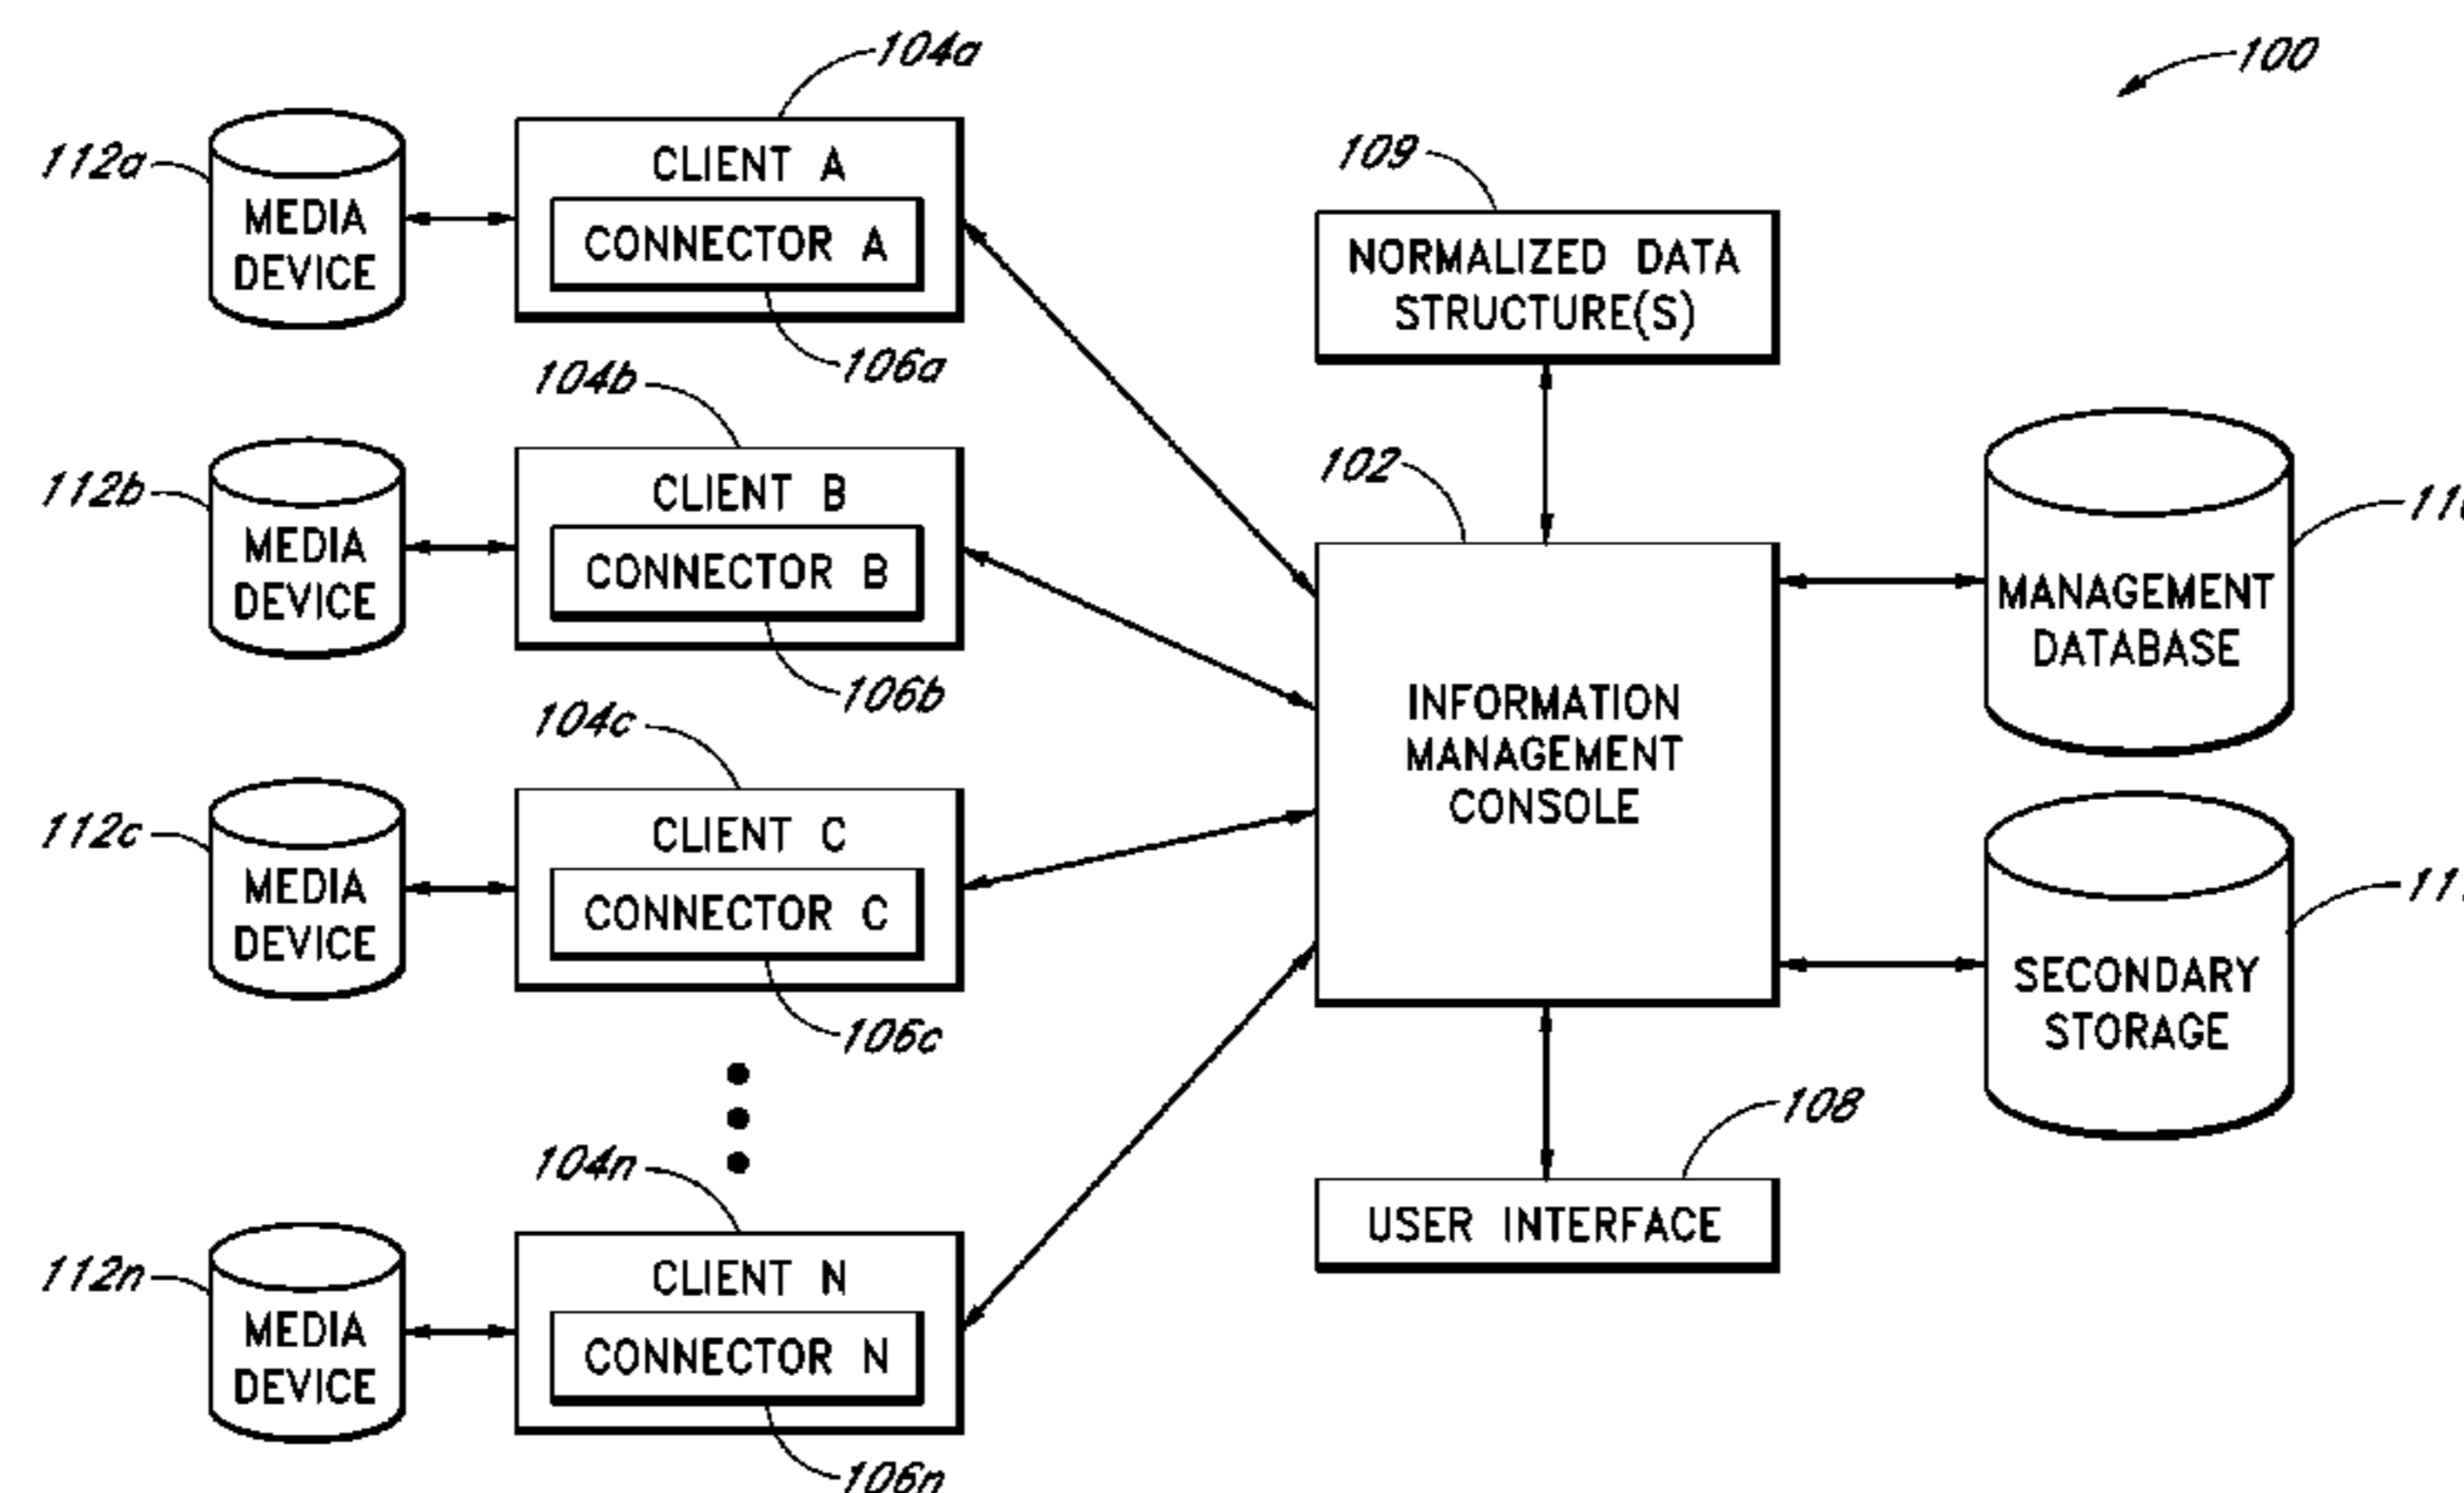 104a
100
112a
MEDIA
DEVICE
CLIENT A
CONNECTOR A
106a
109
NORMALIZED DATA
STRUCTURE(S)
104b
112b
MEDIA
DEVICE
CLIENT B
CONNECTOR B
106b
102
INFORMATION
MANAGEMENT
CONSOLE
MANAGEMENT
DATABASE
104c
112c
MEDIA
DEVICE
CLIENT C
CONNECTOR C
106c
SECONDARY
STORAGE
108
USER INTERFACE
104n
112n
MEDIA
DEVICE
CLIENT N
CONNECTOR N
106n